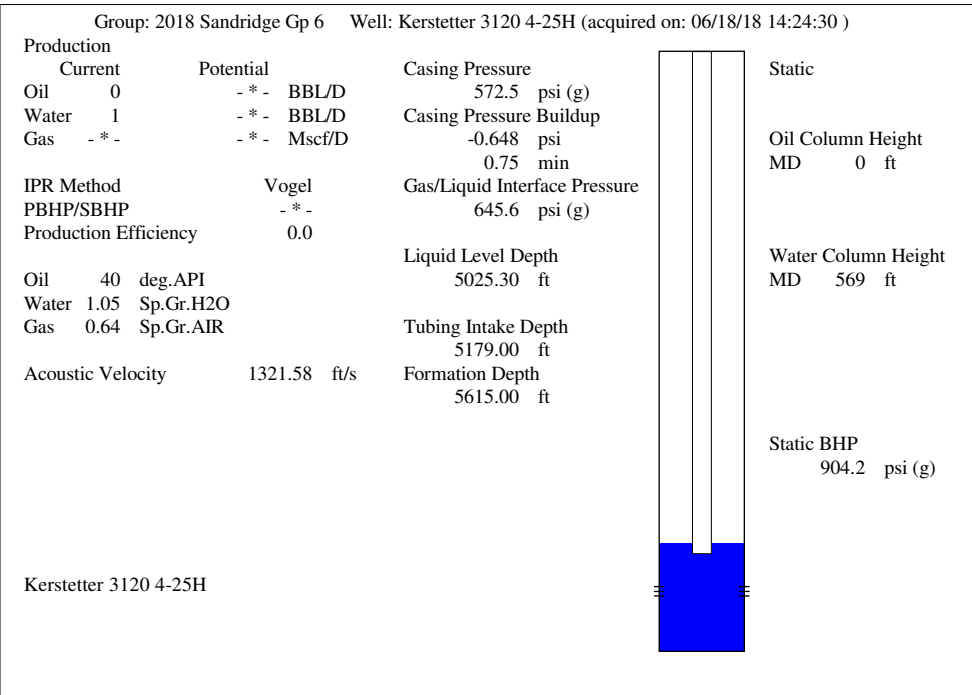 Group: 2018 Sandridge Gp 6 Well: Kerstetter 3120 4-25H (acquired on: 06/18/18 14:24:30 )
Production
Current Potential
Oil 0 - * - BBL/D
Water 1 - * - BBL/D
Gas - * - - * - Mscf/D
IPR Method Vogel
PBHP/SBHP - * -
Production Efficiency 0.0
Oil 40 deg.API
Water 1.05 Sp.Gr.H2O
Gas 0.64 Sp.Gr.AIR
Acoustic Velocity 1321.58 ft/s
Casing Pressure
572.5 psi (g)
Casing Pressure Buildup
-0.648 psi
0.75 min
Gas/Liquid Interface Pressure
645.6 psi (g)
Liquid Level Depth
5025.30 ft
Tubing Intake Depth
5179.00 ft
Formation Depth
5615.00 ft
Static
Oil Column Height
MD 0 ft
Water Column Height
MD 569 ft
Static BHP
904.2 psi (g)
Kerstetter 3120 4-25H